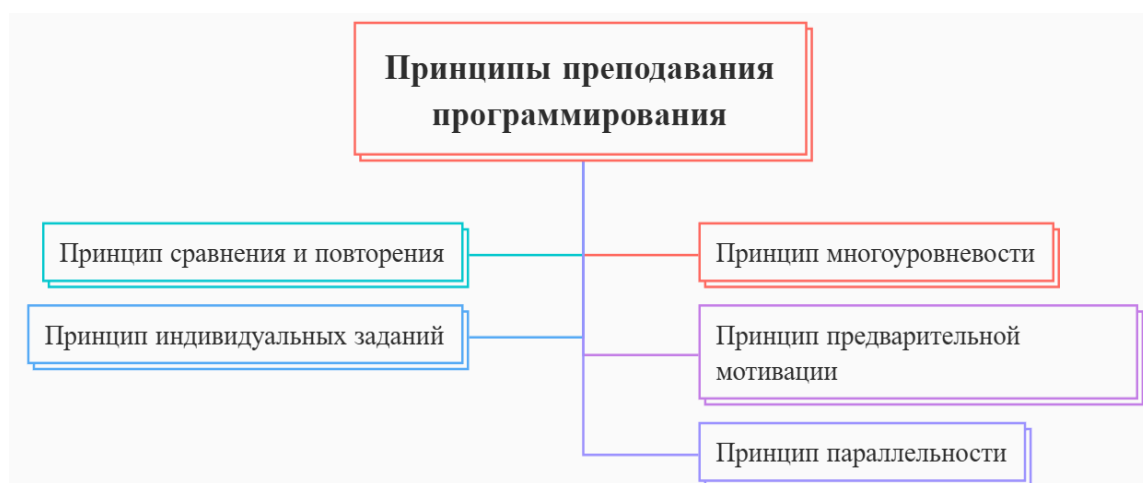 Принципы преподавания
программирования
Принцип сравнения и повторения
Принцип многоуровневости
Принцип индивидуальных заданий
Принцип предварительной
мотивации
Принцип параллельности